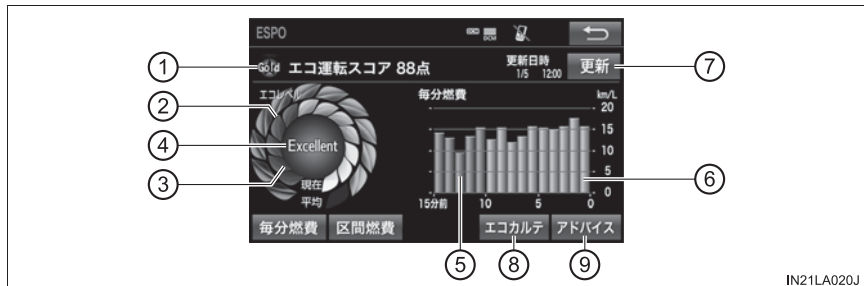 ESPO
DCM
①
Gold エコ運転スコア 88点
更新日時
1/5 12:00
更新
⑦
②
エコレベル
毎分燃費
km/L
20
④
Excellent
15
10
③
⑥
現在
5
平均
0
15分前 10 5 0
毎分燃費 区間燃費 エコカルテ アドバイス
⑤ ⑧ ⑨
IN21LA020J